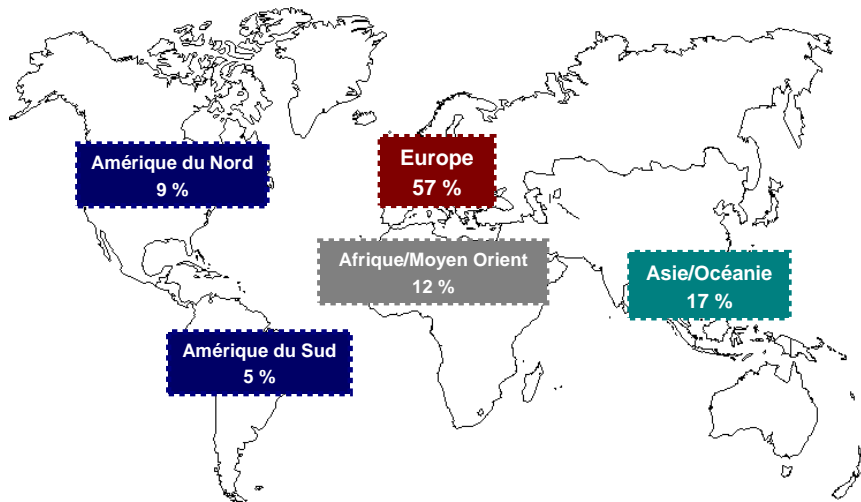 Amérique du Nord
9 %
Europe
57 %
Afrique/Moyen Orient
12 %
Asie/Océanie
17 %
Amérique du Sud
5 %